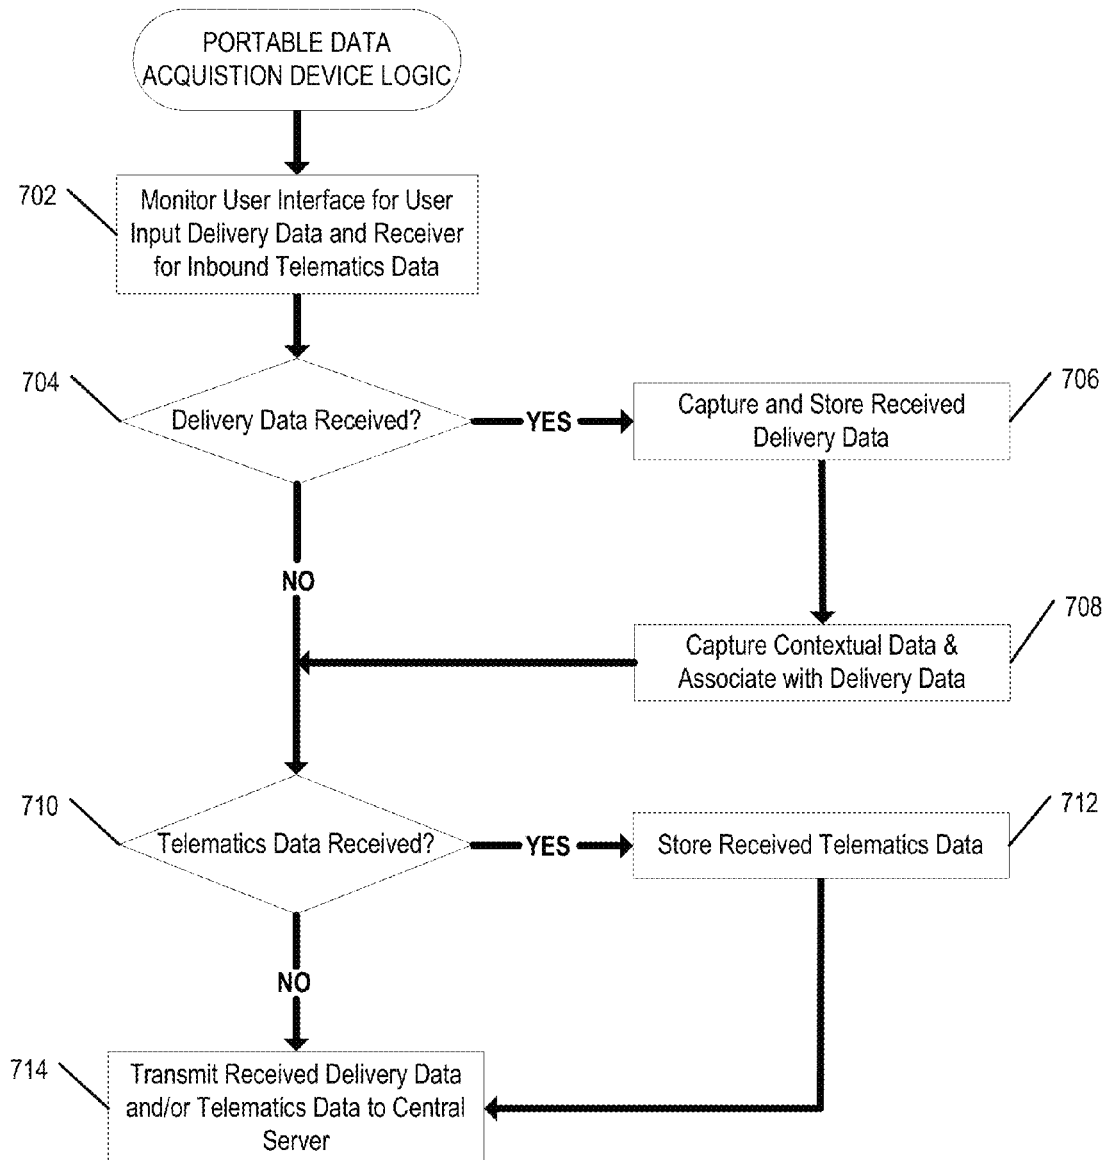 PORTABLE DATA
ACQUISTION DEVICE LOGIC
702
Monitor User Interface for User
Input Delivery Data and Receiver
for Inbound Telematics Data
704
Delivery Data Received?
YES
706
Capture and Store Received
Delivery Data
NO
708
Capture Contextual Data &
Associate with Delivery Data
710
Telematics Data Received?
YES
712
Store Received Telematics Data
NO
714
Transmit Received Delivery Data
and/or Telematics Data to Central
Server